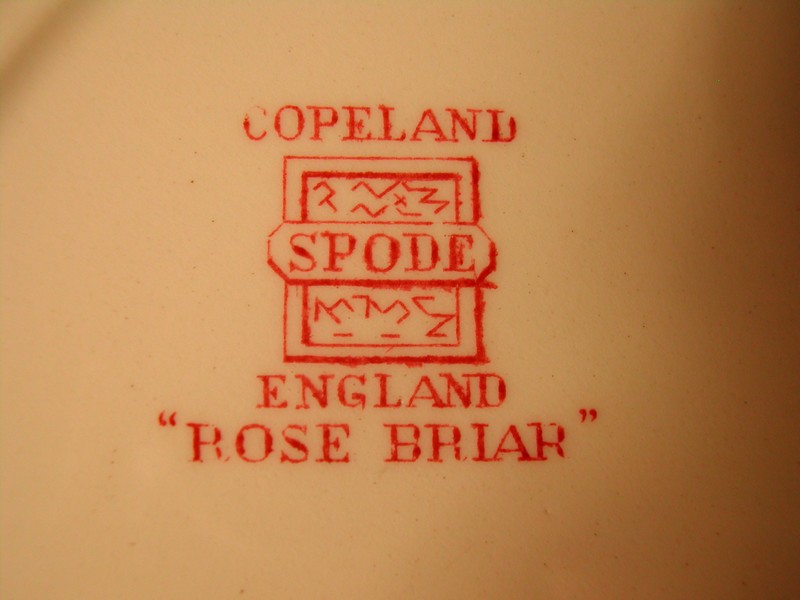 COPELAND
SPODE
ENGLAND
"ROSE BRIAR"